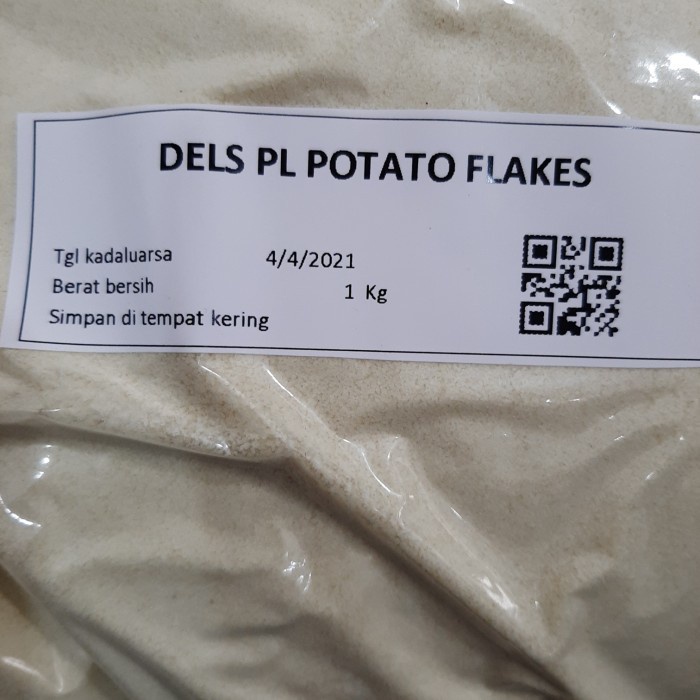 DELS PL POTATO FLAKES
Tgl kadaluarsa 4/4/2021
Berat bersih 1 Kg
Simpan di tempat kering